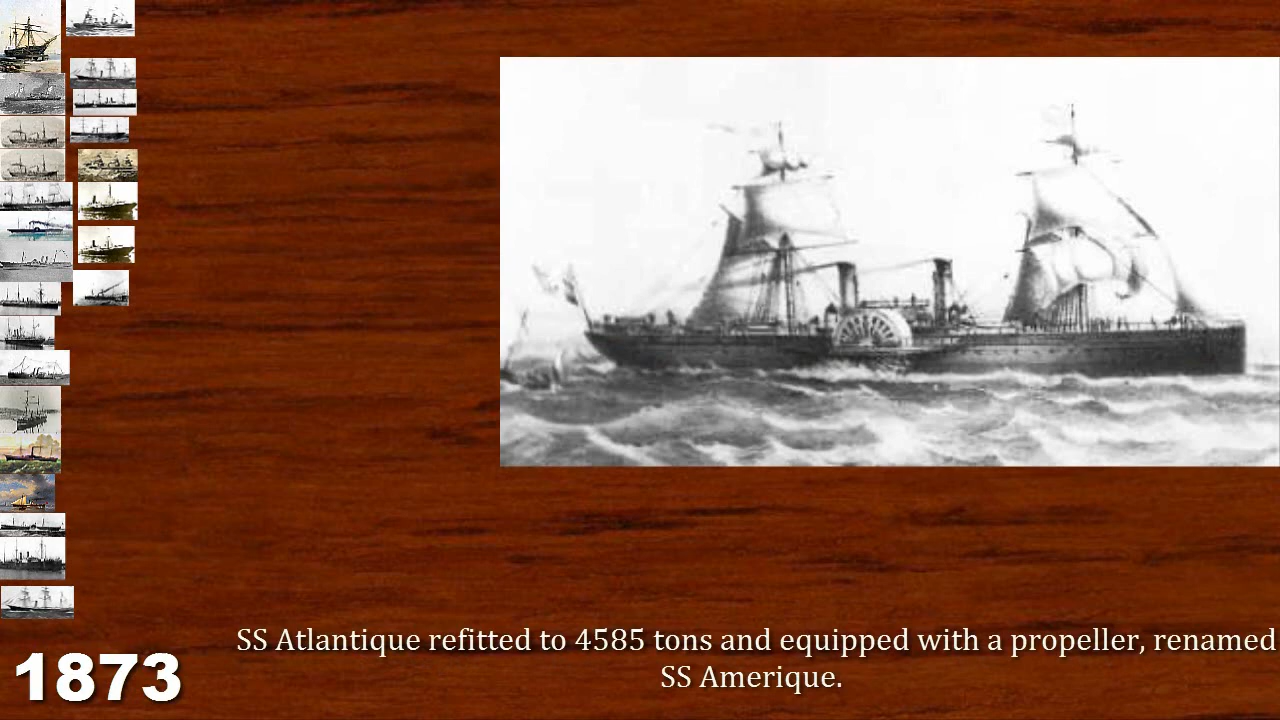 SS Atlantique refitted to 4585 tons and equipped with a propeller, renamed
SS Amerique.
1873